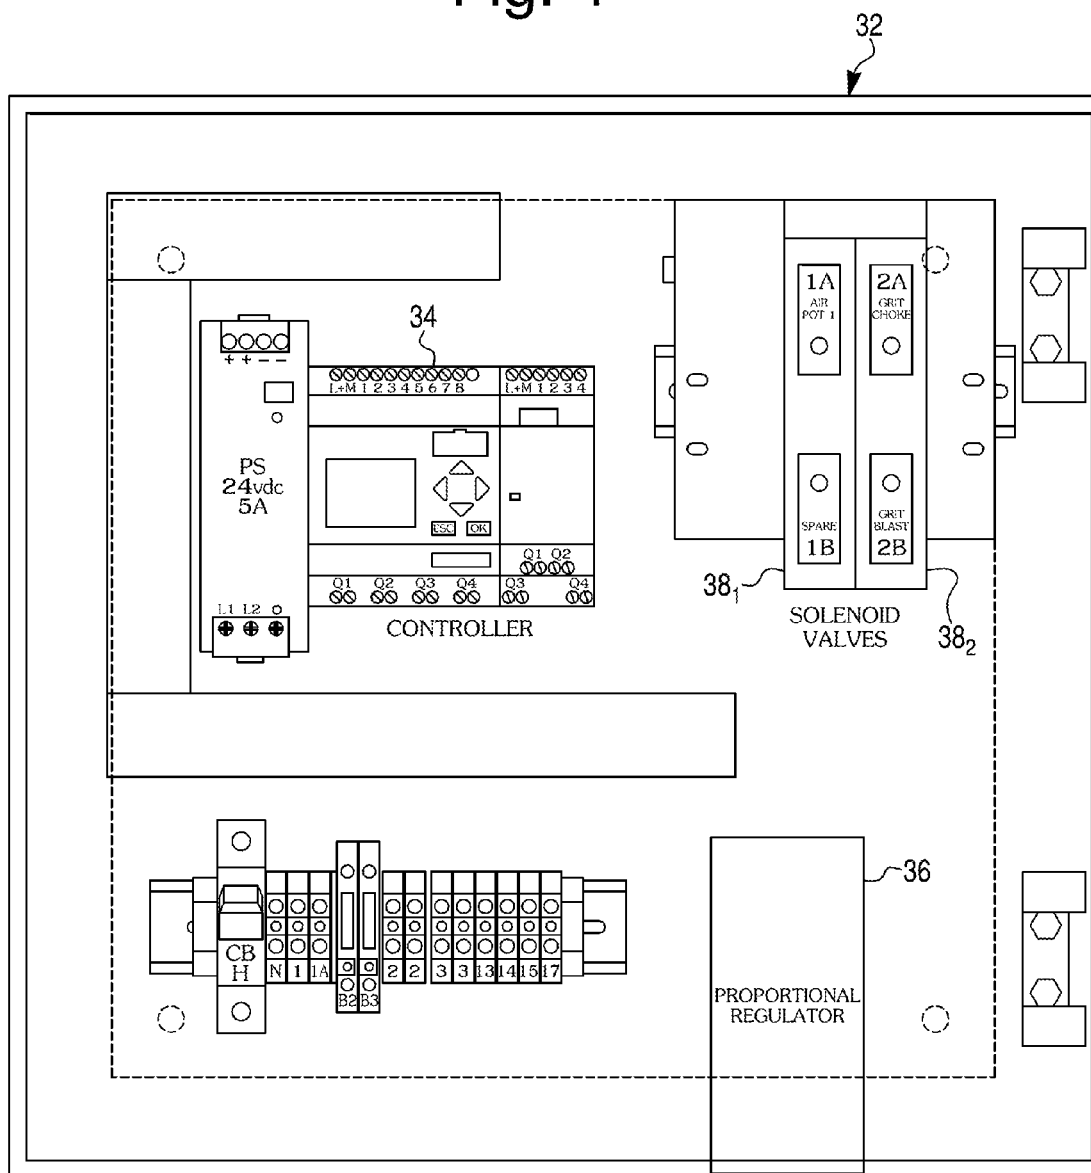 32
34
1A
AIR
POT 1
2A
GRIT
CHOKE
+ + − −
L+M 1 2 3 4 5 6 7 8
L+M 1 2 3 4
PS
24vdc
5A
ESC OK
SPARE
1B
GRIT
BLAST
2B
Q1 Q2
Q1 Q2 Q3 Q4 Q3 Q4
L1 L2
CONTROLLER
38₁
SOLENOID
VALVES
38₂
36
CB
H
N 1 1A
B2 B3
2 2 3 3 13 14 15 17
PROPORTIONAL
REGULATOR